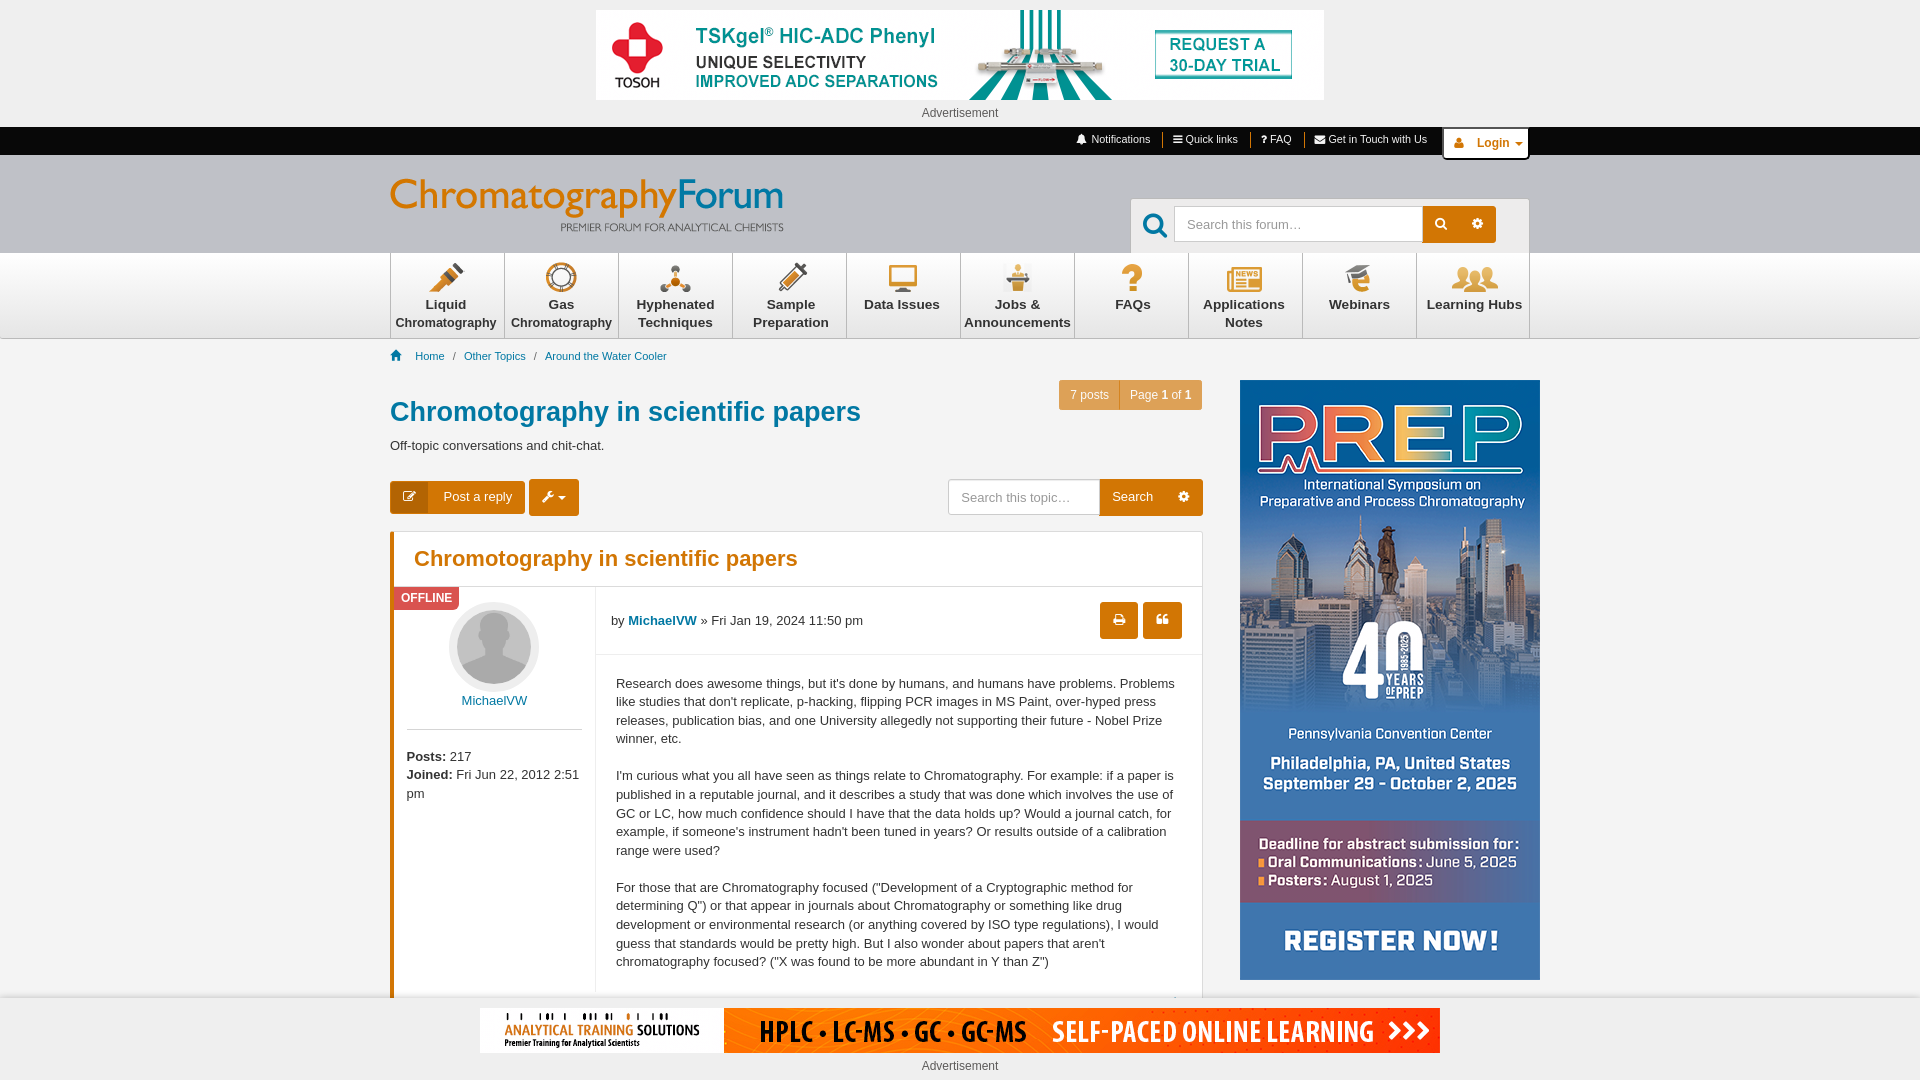 TOSOH
TSKgel® HIC-ADC Phenyl
UNIQUE SELECTIVITY
IMPROVED ADC SEPARATIONS
REQUEST A
30-DAY TRIAL
Advertisement
Notifications
Quick links
? FAQ
Get in Touch with Us
Login
ChromatographyForum
PREMIER FORUM FOR ANALYTICAL CHEMISTS
Search this forum…
Liquid
Chromatography
Gas
Chromatography
Hyphenated
Techniques
Sample
Preparation
Data Issues
Jobs &
Announcements
FAQs
NEWS
Applications
Notes
Webinars
Learning Hubs
Home / Other Topics / Around the Water Cooler
7 posts
Page 1 of 1
Chromotography in scientific papers
Off-topic conversations and chit-chat.
Post a reply
Search this topic…
Search
Chromotography in scientific papers
OFFLINE
MichaelVW
Posts: 217
Joined: Fri Jun 22, 2012 2:51
pm
by MichaelVW » Fri Jan 19, 2024 11:50 pm
Research does awesome things, but it's done by humans, and humans have problems. Problems
like studies that don't replicate, p-hacking, flipping PCR images in MS Paint, over-hyped press
releases, publication bias, and one University allegedly not supporting their future - Nobel Prize
winner, etc.
I'm curious what you all have seen as things relate to Chromatography. For example: if a paper is
published in a reputable journal, and it describes a study that was done which involves the use of
GC or LC, how much confidence should I have that the data holds up? Would a journal catch, for
example, if someone's instrument hadn't been tuned in years? Or results outside of a calibration
range were used?
For those that are Chromatography focused ("Development of a Cryptographic method for
determining Q") or that appear in journals about Chromatography or something like drug
development or environmental research (or anything covered by ISO type regulations), I would
guess that standards would be pretty high. But I also wonder about papers that aren't
chromatography focused? ("X was found to be more abundant in Y than Z")
PREP
International Symposium on
Preparative and Process Chromatography
40
1985-2025
YEARS
OF PREP
Pennsylvania Convention Center
Philadelphia, PA, United States
September 29 - October 2, 2025
Deadline for abstract submission for:
Oral Communications: June 5, 2025
Posters: August 1, 2025
REGISTER NOW!
ANALYTICAL TRAINING SOLUTIONS
Premier Training for Analytical Scientists
HPLC • LC-MS • GC • GC-MS
SELF-PACED ONLINE LEARNING
Advertisement